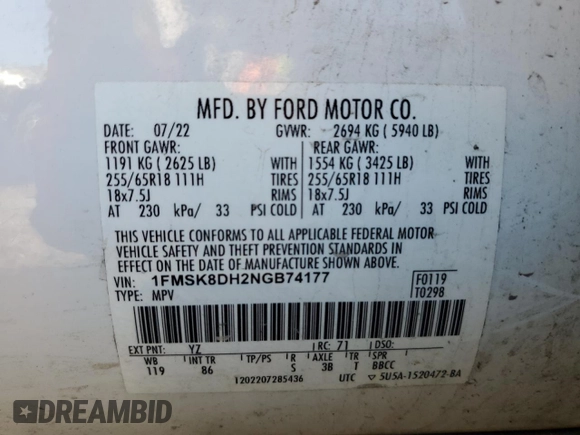 MFD. BY FORD MOTOR CO.
DATE: 07/22 GVWR: 2694 KG ( 5940 LB)
FRONT GAWR: REAR GAWR:
1191 KG ( 2625 LB) WITH 1554 KG ( 3425 LB) WITH
255/65R18 111H TIRES 255/65R18 111H TIRES
18x7.5J RIMS 18x7.5J RIMS
AT 230 kPa/ 33 PSI COLD AT 230 kPa/ 33 PSI COLD
THIS VEHICLE CONFORMS TO ALL APPLICABLE FEDERAL MOTOR
VEHICLE SAFETY AND THEFT PREVENTION STANDARDS IN
EFFECT ON THE DATE OF MANUFACTURE SHOWN ABOVE.
VIN: 1FMSK8DH2NGB74177 F0119
TYPE: MPV T0298
EXT PNT: YZ RC: 71 DSO:
WB INT TR TP/PS R AXLE TR SPR
119 86 S 3B T BBCC
1202207285436 UTC ▽ 5U5A-1520472-BA
IDREAMBID